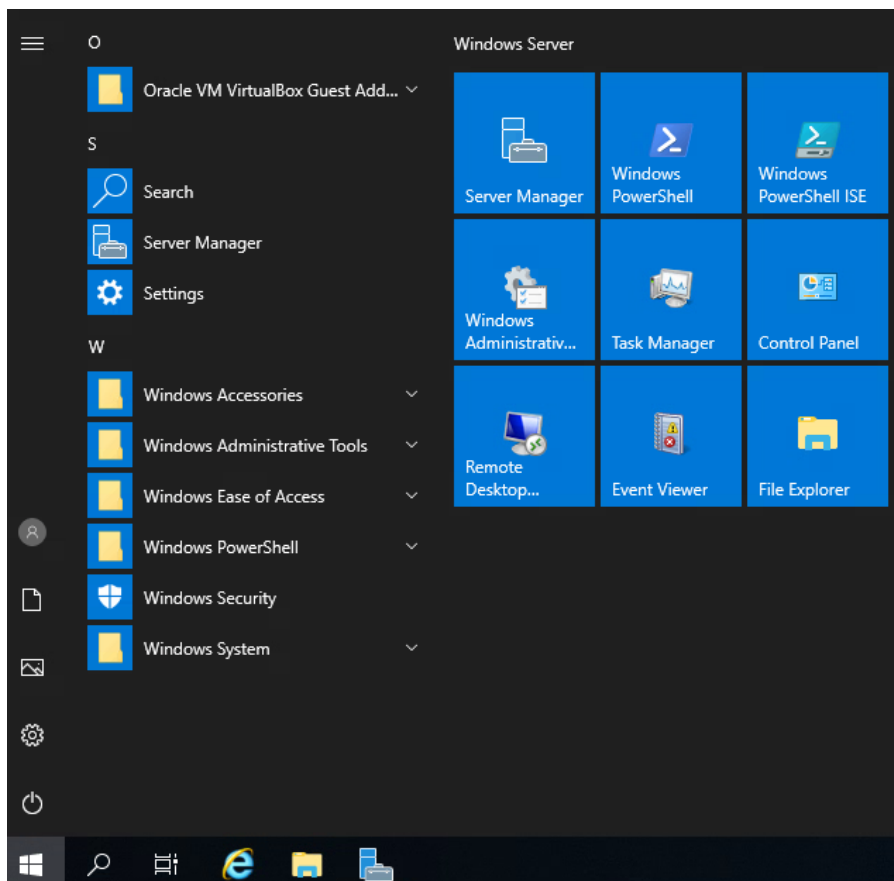 O
Oracle VM VirtualBox Guest Add...
S
Search
Server Manager
Settings
W
Windows Accessories
Windows Administrative Tools
Windows Ease of Access
Windows PowerShell
Windows Security
Windows System
Windows Server
Server Manager
Windows
PowerShell
Windows
PowerShell ISE
Windows
Administrativ...
Task Manager
Control Panel
Remote
Desktop...
Event Viewer
File Explorer